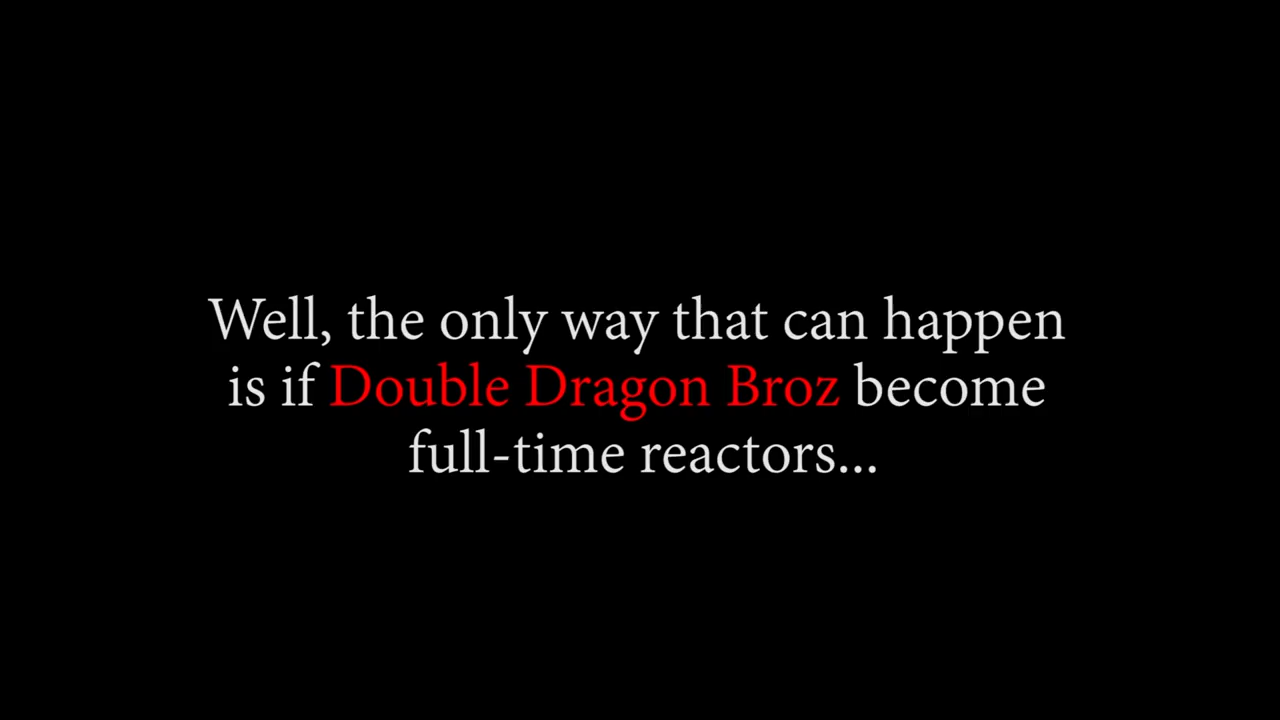 Well, the only way that can happen
is if Double Dragon Broz become
full-time reactors...